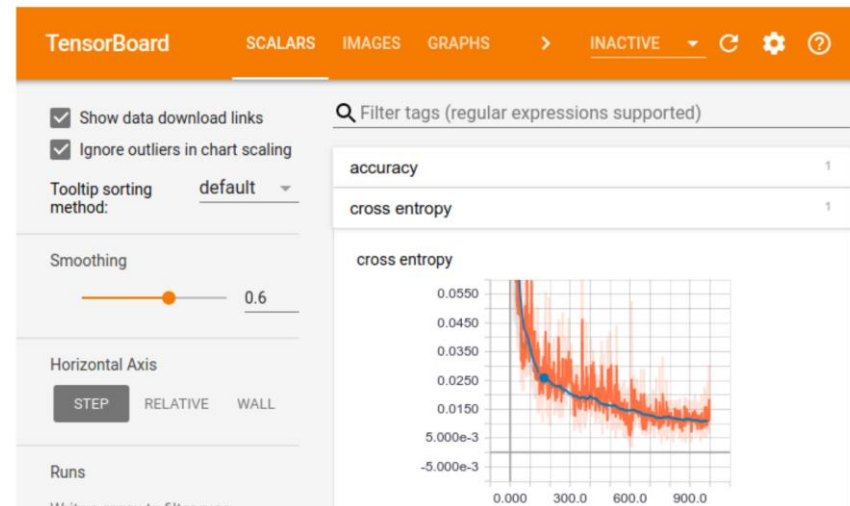 TensorBoard SCALARS IMAGES GRAPHS > INACTIVE
Show data download links
Ignore outliers in chart scaling
Tooltip sorting method: default
Smoothing
0.6
Horizontal Axis
STEP RELATIVE WALL
Runs
Filter tags (regular expressions supported)
accuracy 1
cross entropy 1
cross entropy
0.0550
0.0450
0.0350
0.0250
0.0150
5.000e-3
-5.000e-3
0.000 300.0 600.0 900.0